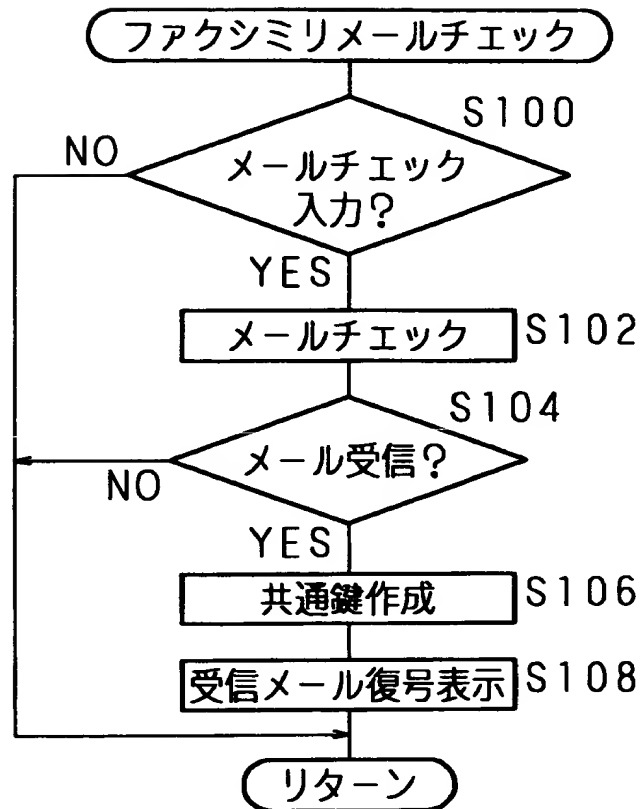 ファクシミリメールチェック
S100
NO
メールチェック
入力?
YES
メールチェック
S102
S104
メール受信?
NO
YES
共通鍵作成
S106
受信メール復号表示
S108
リターン